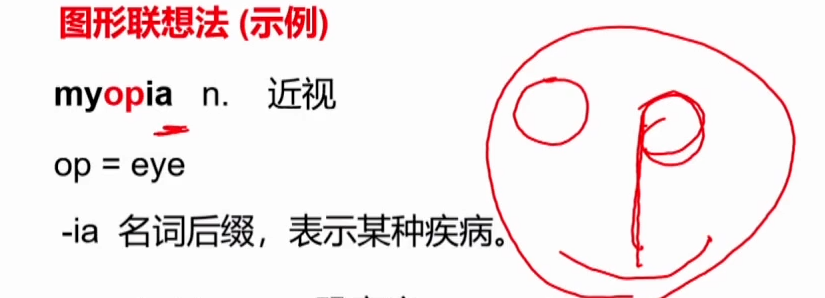 图形联想法 (示例)
myopia n. 近视
op = eye
-ia 名词后缀，表示某种疾病。
op